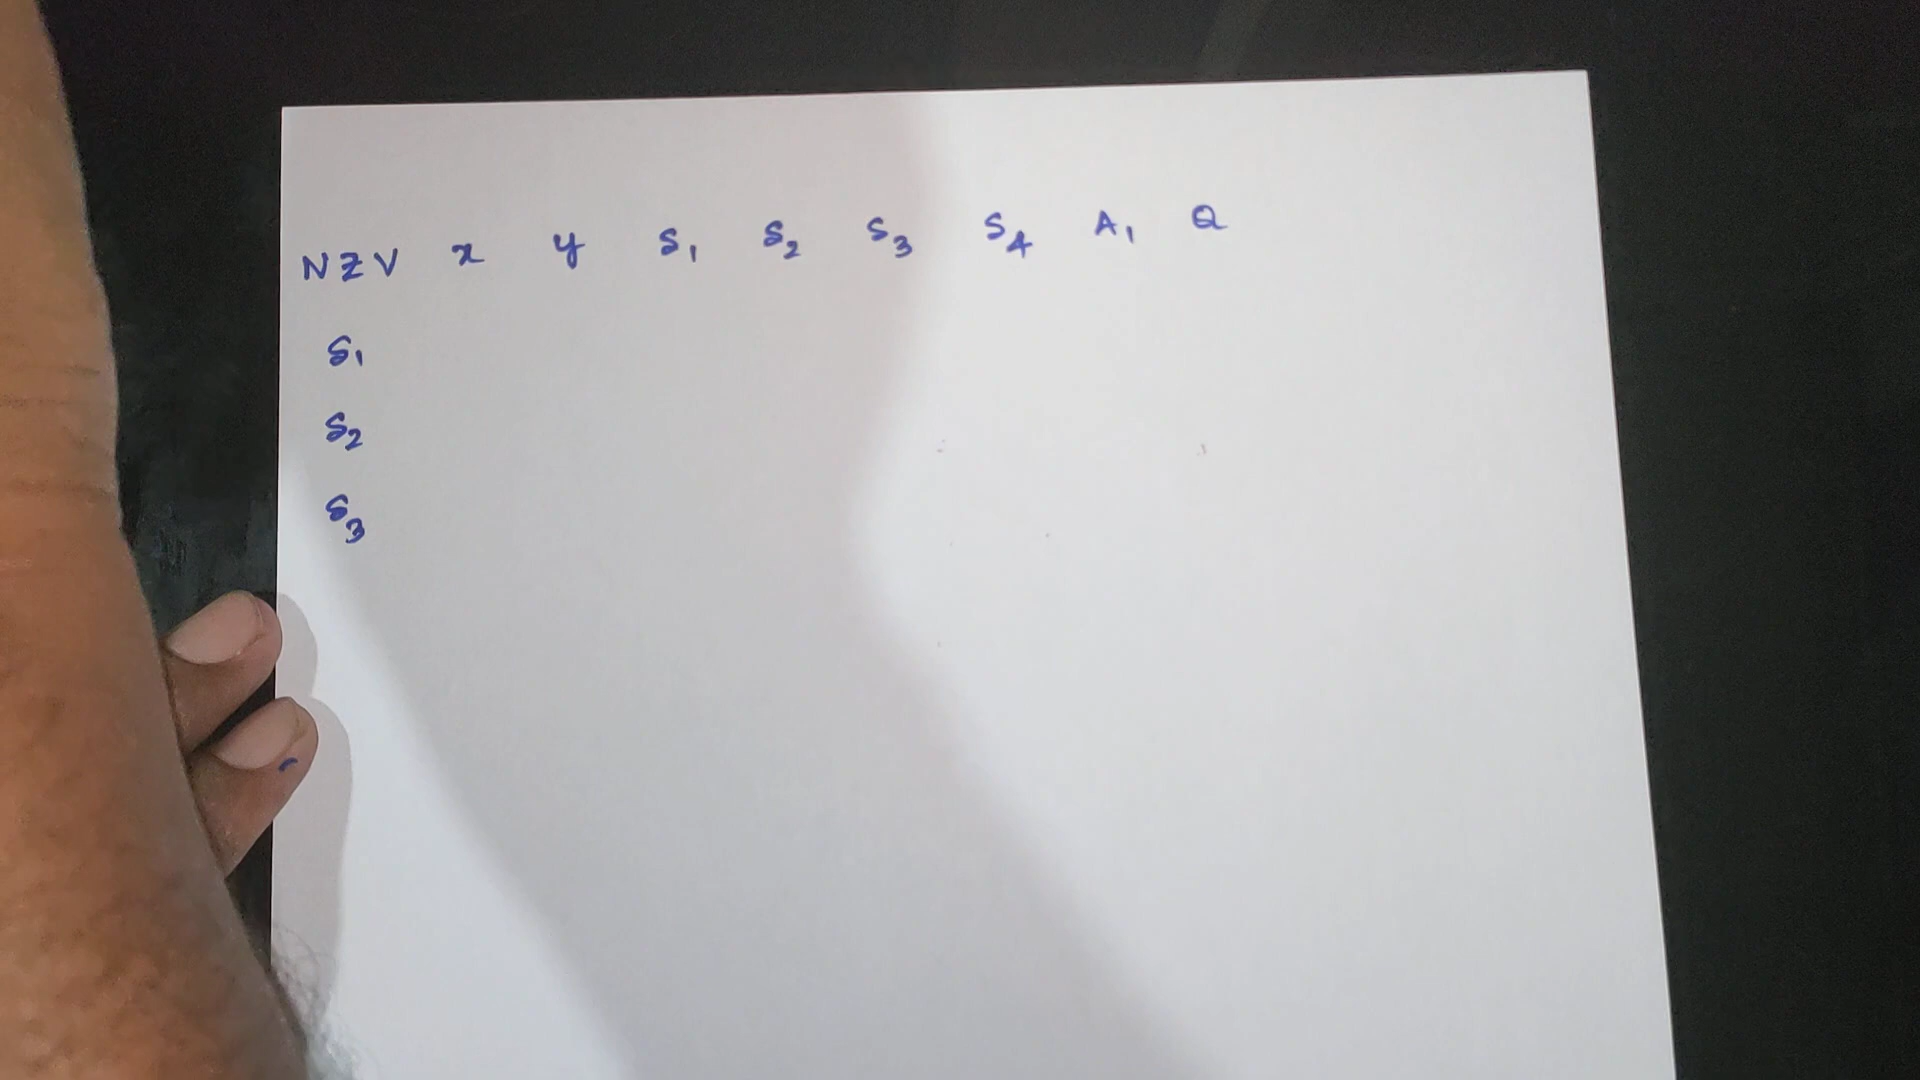 NZV x y S₁ S₂ S₃ S₄ A₁ Q
S₁
S₂
S₃